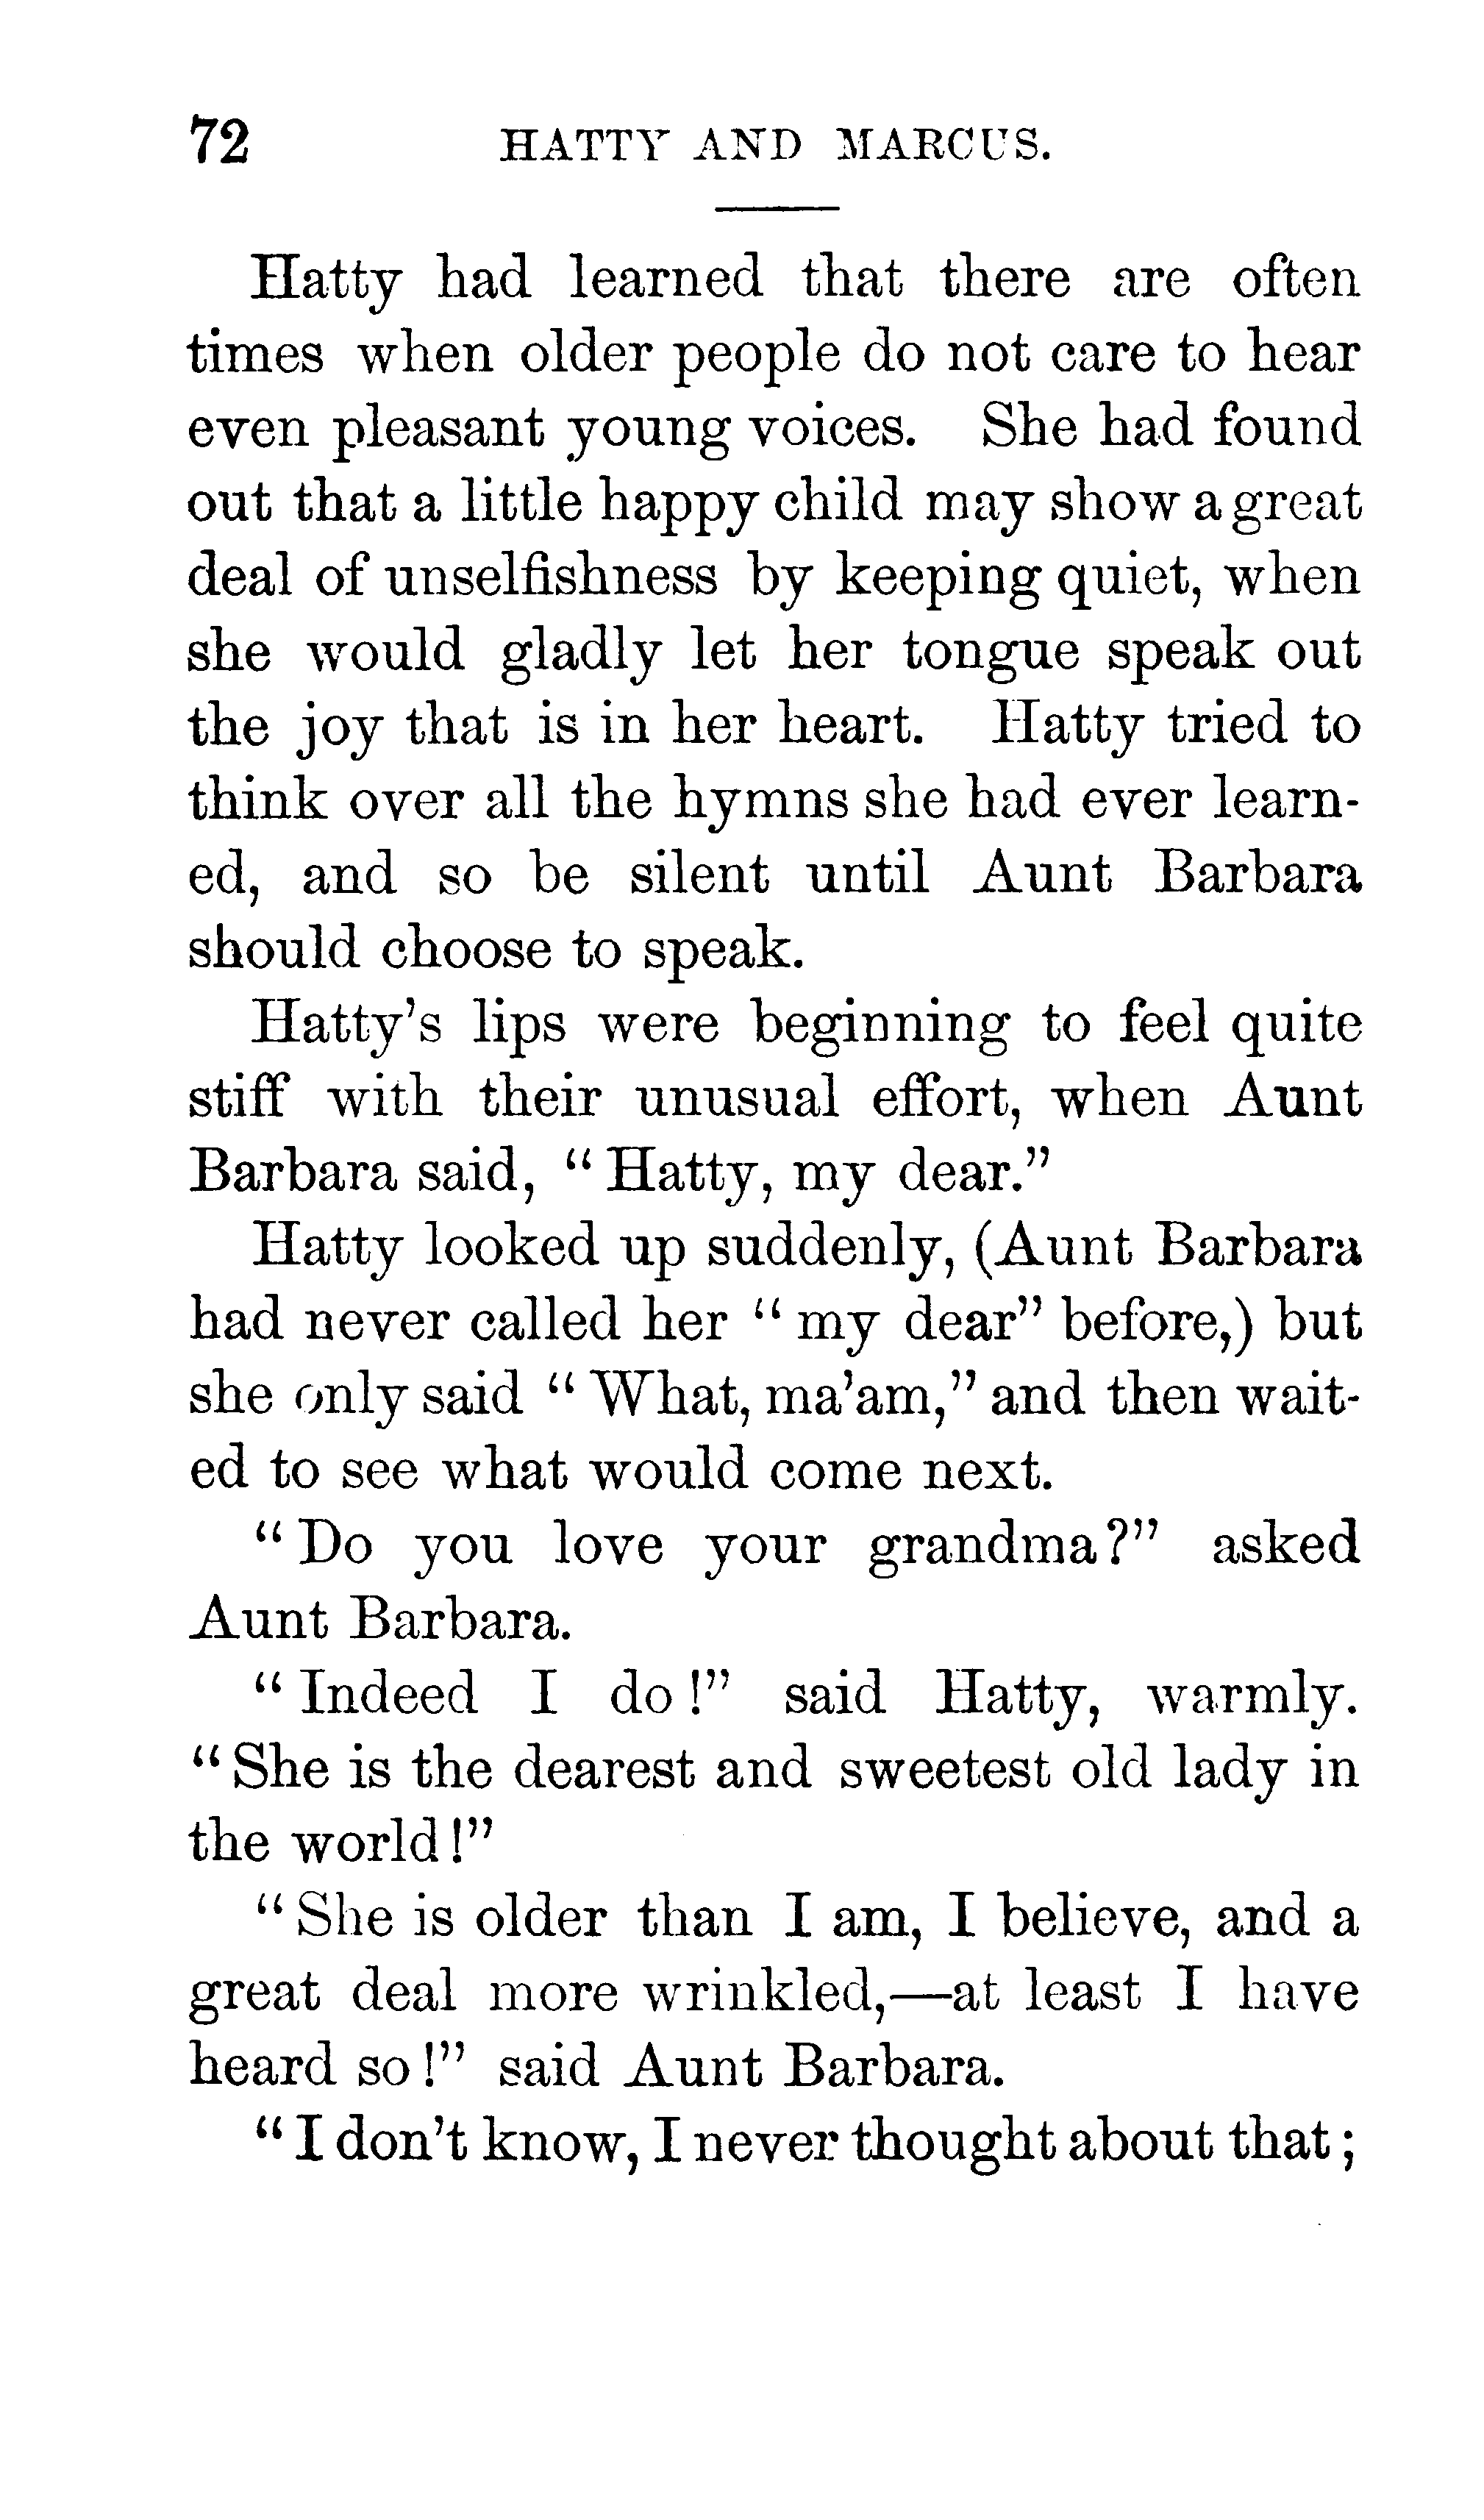 72 HATTY AND MARCUS.
Hatty had learned that there are often
times when older people do not care to hear
even pleasant young voices. She had found
out that a little happy child may show a great
deal of unselfishness by keeping quiet, when
she would gladly let her tongue speak out
the joy that is in her heart. Hatty tried to
think over all the hymns she had ever learn-
ed, and so be silent until Aunt Barbara
should choose to speak.
Hatty's lips were beginning to feel quite
stiff with their unusual effort, when Aunt
Barbara said, "Hatty, my dear."
Hatty looked up suddenly, (Aunt Barbara
had never called her "my dear" before,) but
she only said "What, ma'am," and then wait-
ed to see what would come next.
"Do you love your grandma?" asked
Aunt Barbara.
"Indeed I do!" said Hatty, warmly.
"She is the dearest and sweetest old lady in
the world!"
"She is older than I am, I believe, and a
great deal more wrinkled,—at least I have
heard so!" said Aunt Barbara.
"I don't know, I never thought about that;